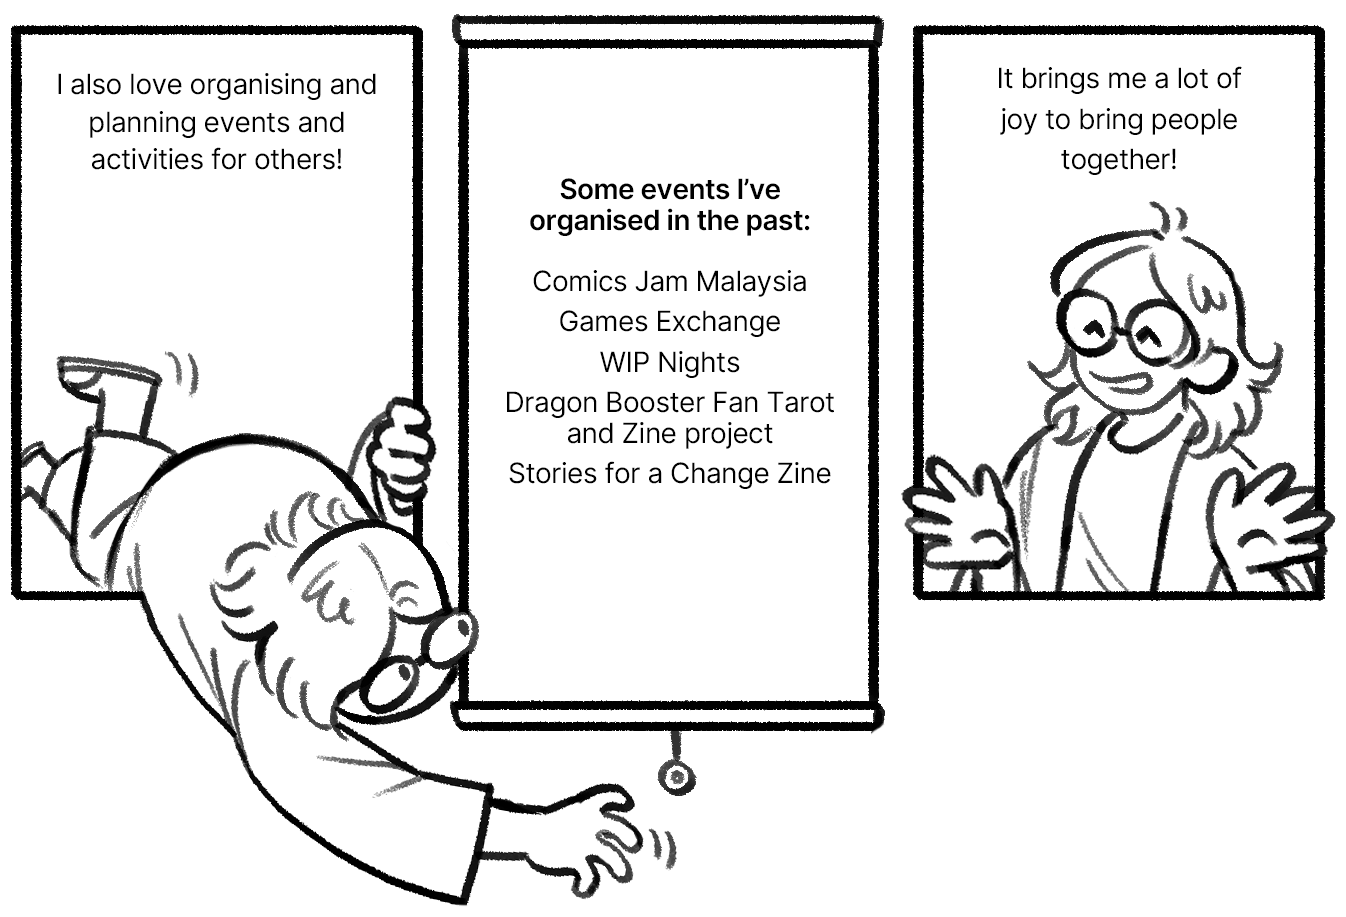 I also love organising and
planning events and
activities for others!
Some events I’ve
organised in the past:
Comics Jam Malaysia
Games Exchange
WIP Nights
Dragon Booster Fan Tarot
and Zine project
Stories for a Change Zine
It brings me a lot of
joy to bring people
together!